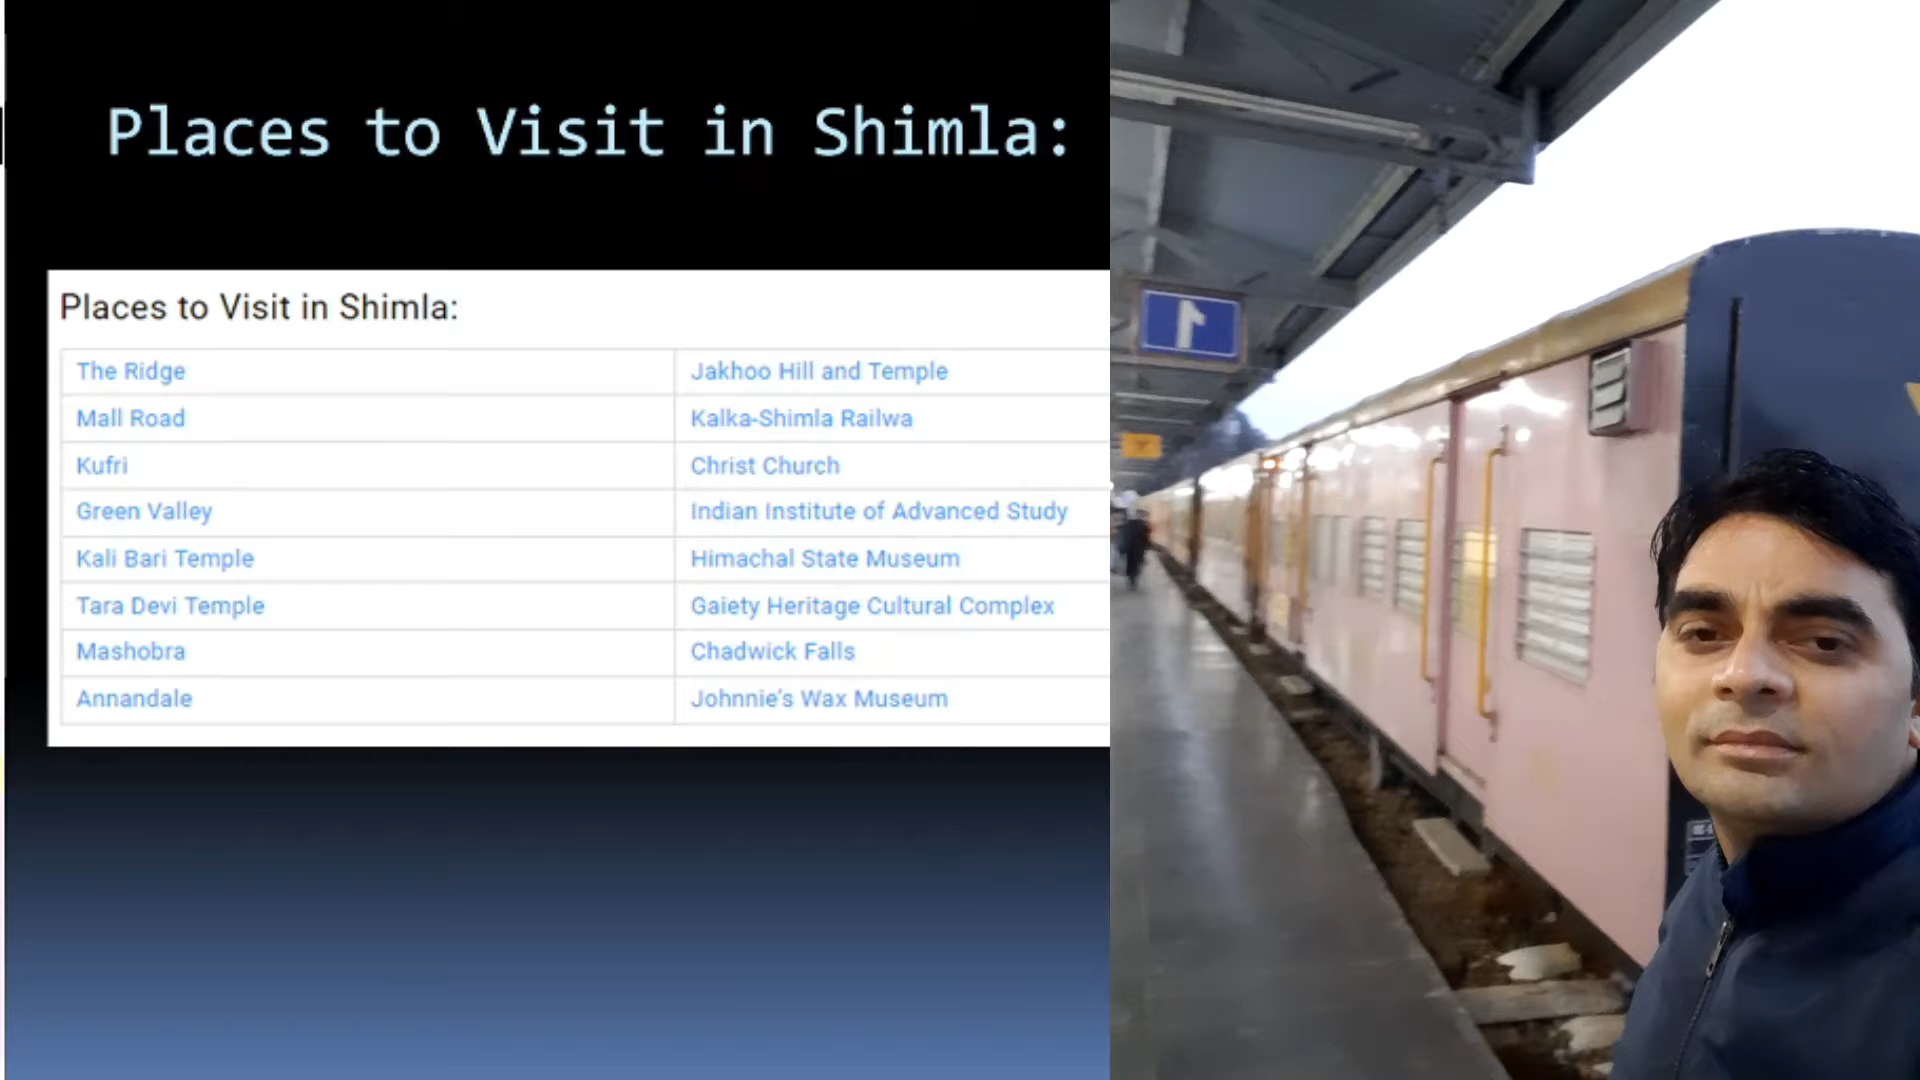 Places to Visit in Shimla:
Places to Visit in Shimla:
The Ridge Jakhoo Hill and Temple
Mall Road Kalka-Shimla Railwa
Kufri Christ Church
Green Valley Indian Institute of Advanced Study
Kali Bari Temple Himachal State Museum
Tara Devi Temple Gaiety Heritage Cultural Complex
Mashobra Chadwick Falls
Annandale Johnnie's Wax Museum
1